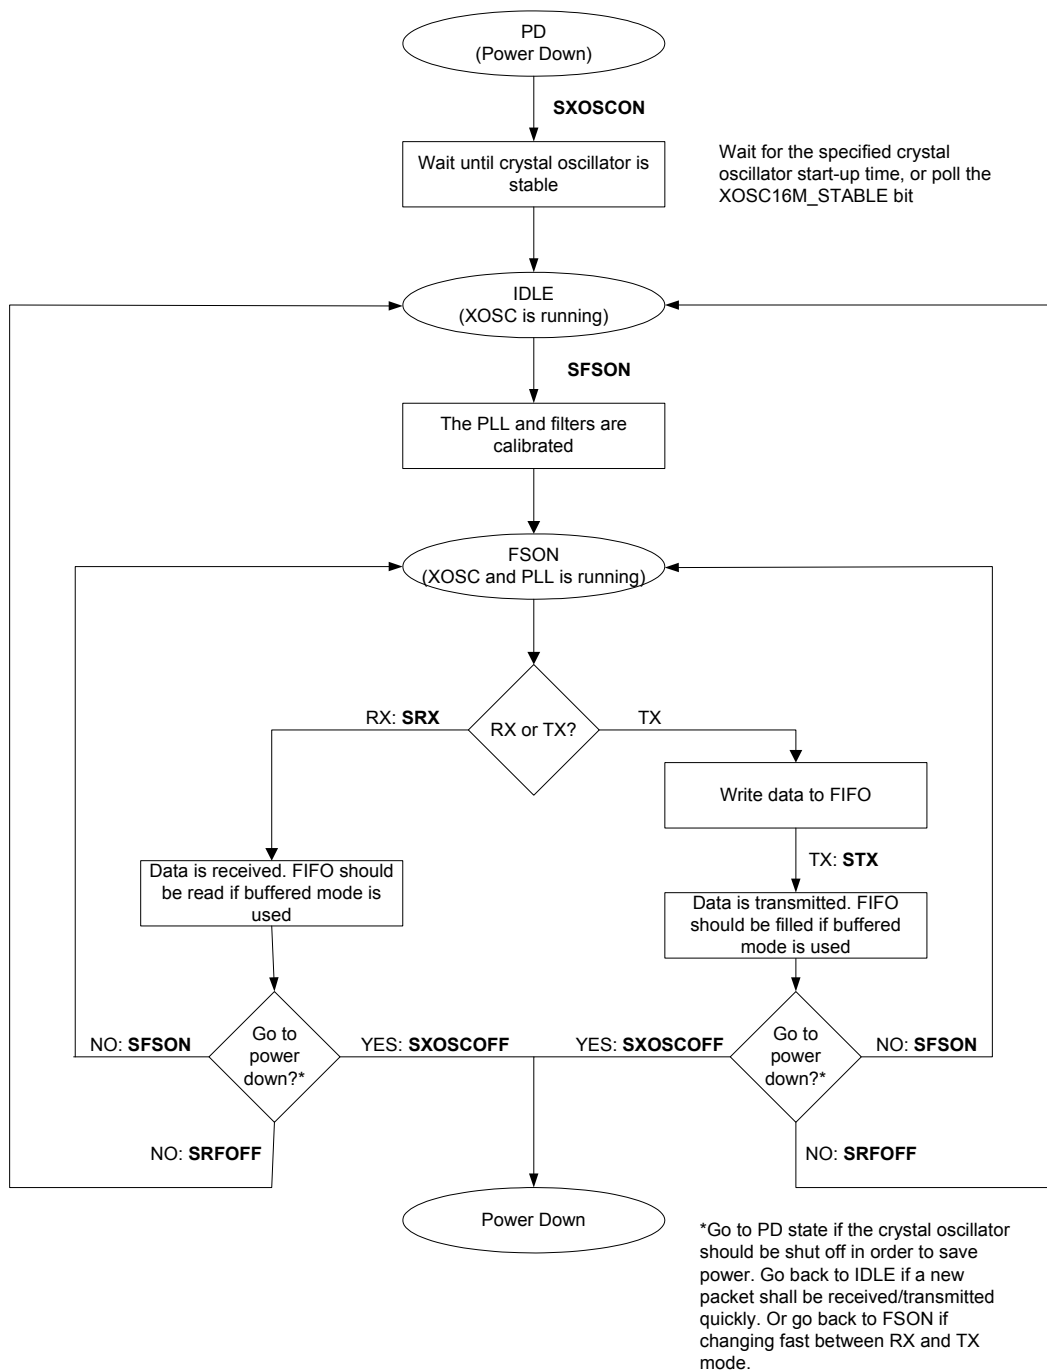 PD
(Power Down)
SXOSCON
Wait until crystal oscillator is
stable
Wait for the specified crystal
oscillator start-up time, or poll the
XOSC16M_STABLE bit
IDLE
(XOSC is running)
SFSON
The PLL and filters are
calibrated
FSON
(XOSC and PLL is running)
RX: SRX
RX or TX?
TX
Write data to FIFO
TX: STX
Data is received. FIFO should
be read if buffered mode is
used
Data is transmitted. FIFO
should be filled if buffered
mode is used
NO: SFSON
Go to
power
down?*
YES: SXOSCOFF
YES: SXOSCOFF
Go to
power
down?*
NO: SFSON
NO: SRFOFF
NO: SRFOFF
Power Down
*Go to PD state if the crystal oscillator
should be shut off in order to save
power. Go back to IDLE if a new
packet shall be received/transmitted
quickly. Or go back to FSON if
changing fast between RX and TX
mode.